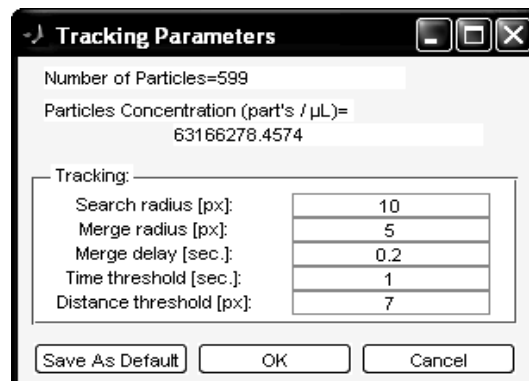 Tracking Parameters
Number of Particles=599
Particles Concentration (part's / µL)=
63166278.4574
Tracking:
Search radius [px]: 10
Merge radius [px]: 5
Merge delay [sec.]: 0.2
Time threshold [sec.]: 1
Distance threshold [px]: 7
Save As Default OK Cancel